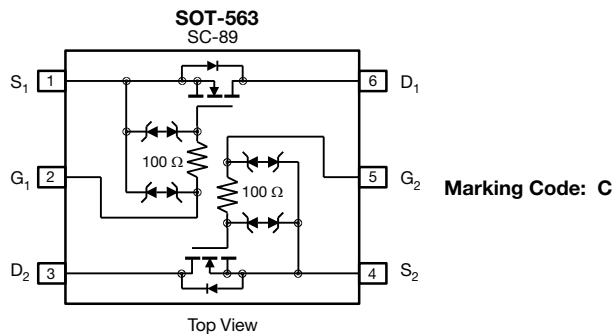 SOT-563
SC-89
S1 1 6 D1
100 Ω
G1 2 5 G2
100 Ω
Marking Code: C
D2 3 4 S2
Top View